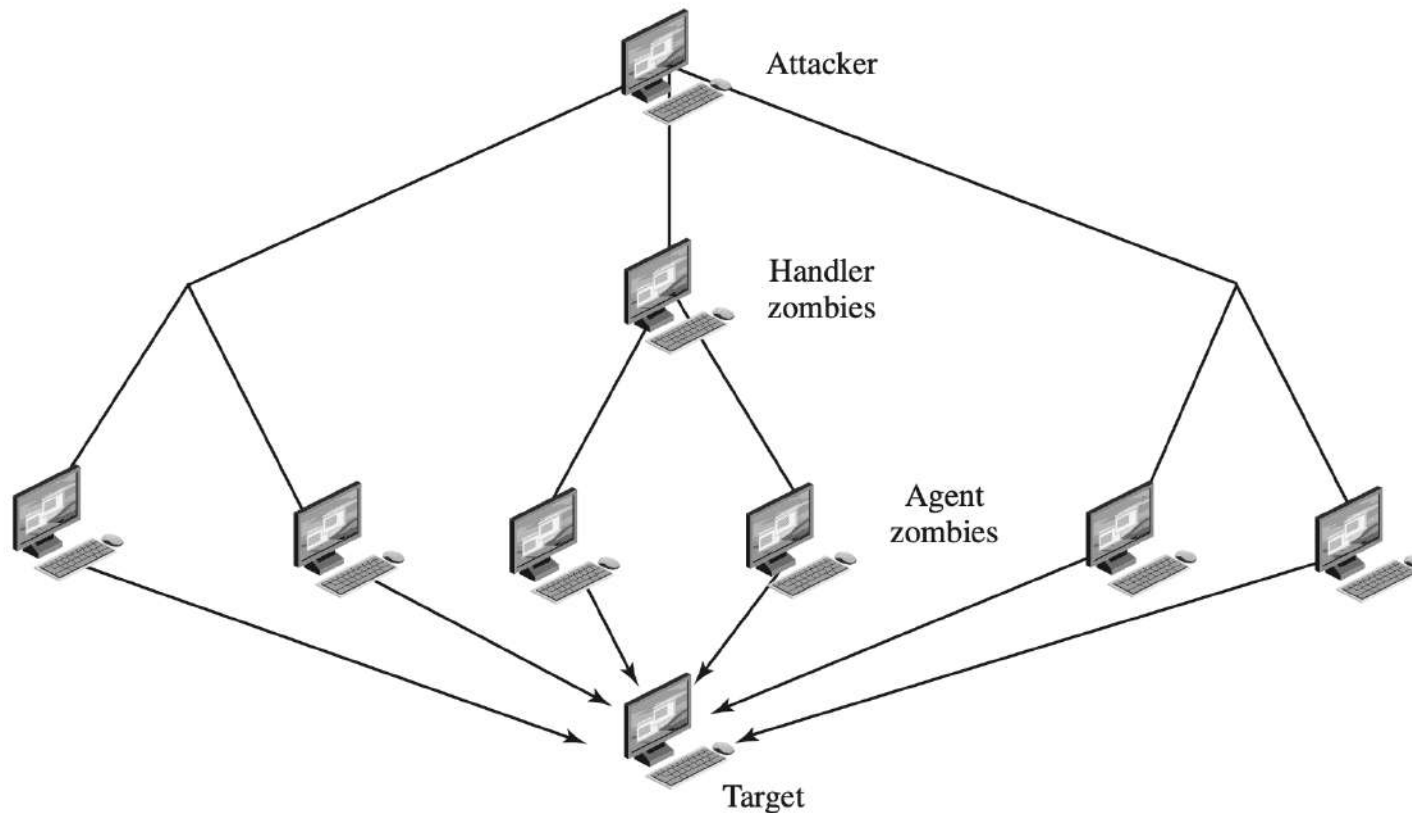 Attacker
Handler
zombies
Agent
zombies
Target